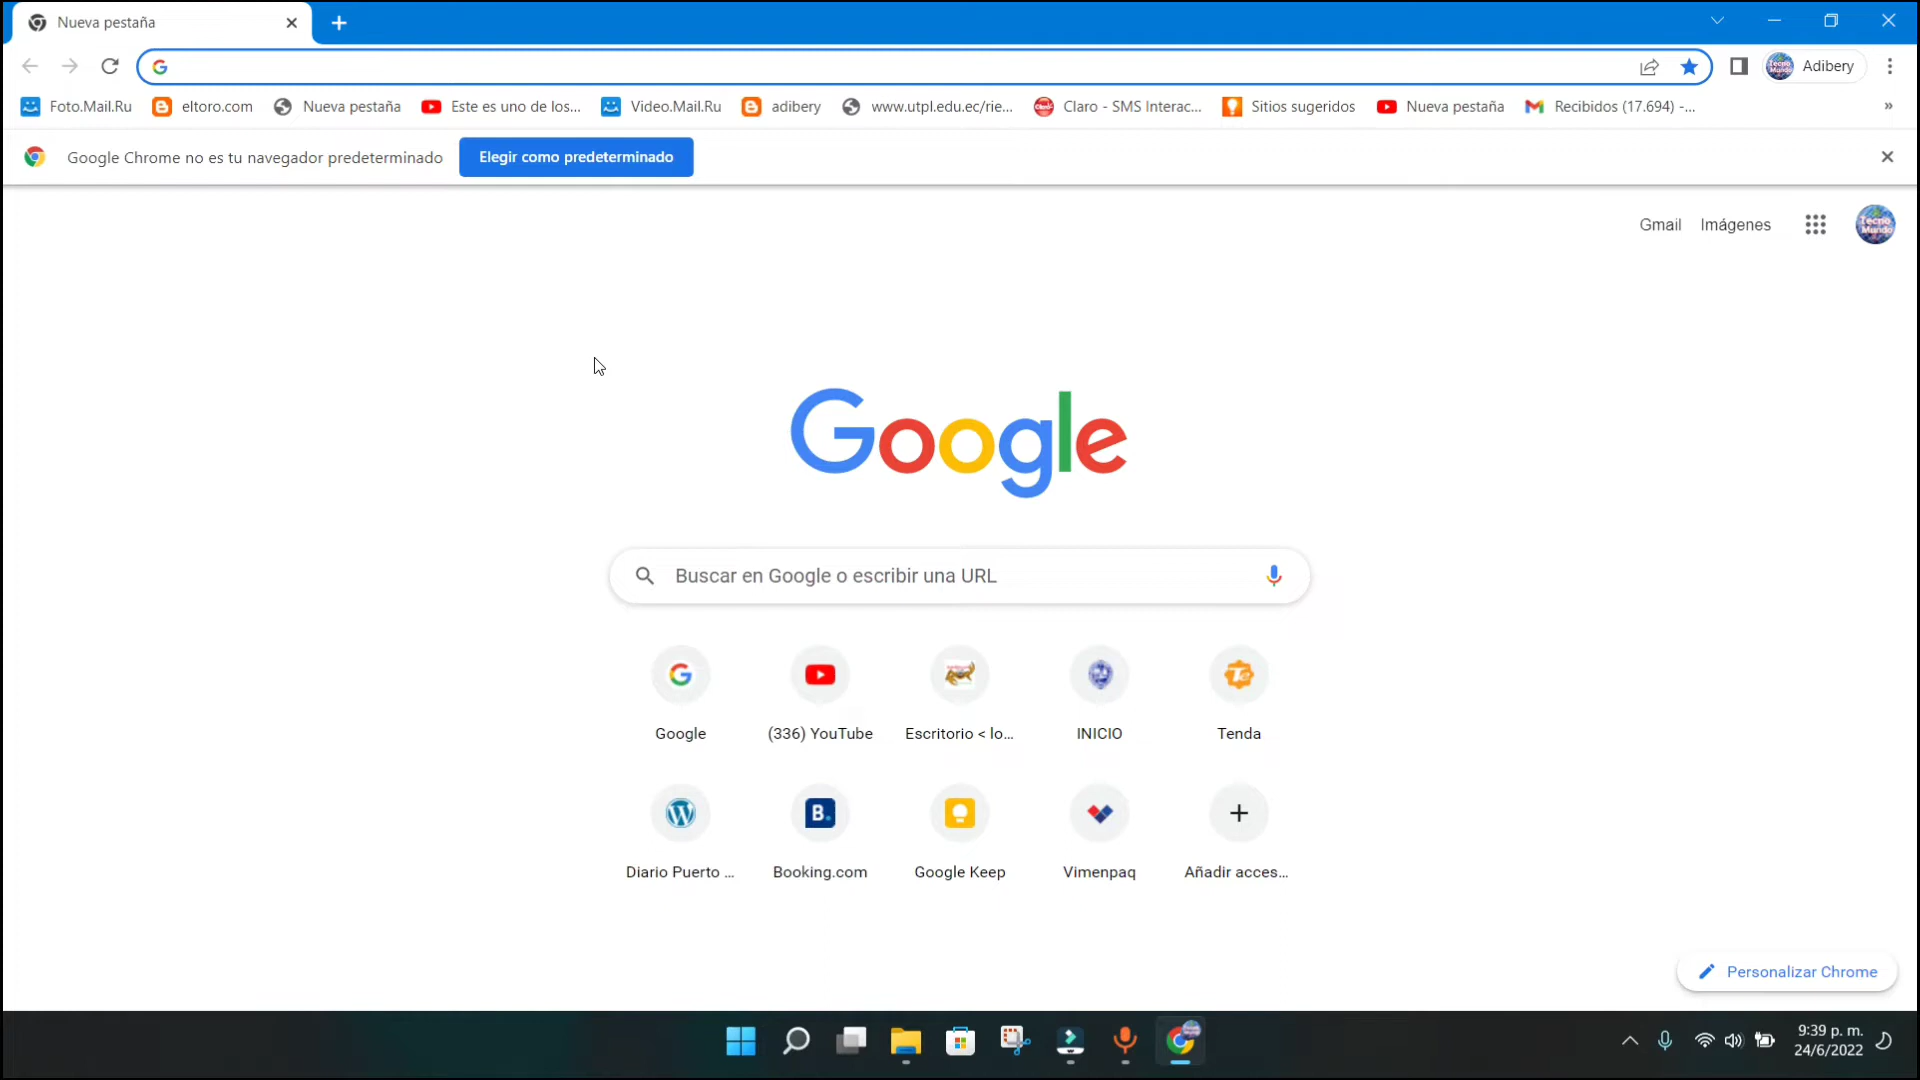 Nueva pestaña
Adibery
Foto.Mail.Ru eltoro.com Nueva pestaña Este es uno de los... Video.Mail.Ru adibery www.utpl.edu.ec/rie... Claro - SMS Interac... Sitios sugeridos Nueva pestaña Recibidos (17.694) -... »
Google Chrome no es tu navegador predeterminado Elegir como predeterminado
Gmail Imágenes Tecno
Mundo
Google
Buscar en Google o escribir una URL
Google (336) YouTube Escritorio < lo... INICIO Tenda
Diario Puerto ... Booking.com Google Keep Vimenpaq Añadir acces...
Personalizar Chrome
9:39 p. m.
24/6/2022